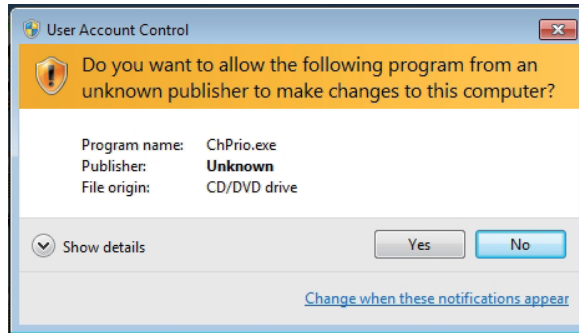 User Account Control
Do you want to allow the following program from an
unknown publisher to make changes to this computer?
Program name: ChPrio.exe
Publisher: Unknown
File origin: CD/DVD drive
Show details
Yes
No
Change when these notifications appear